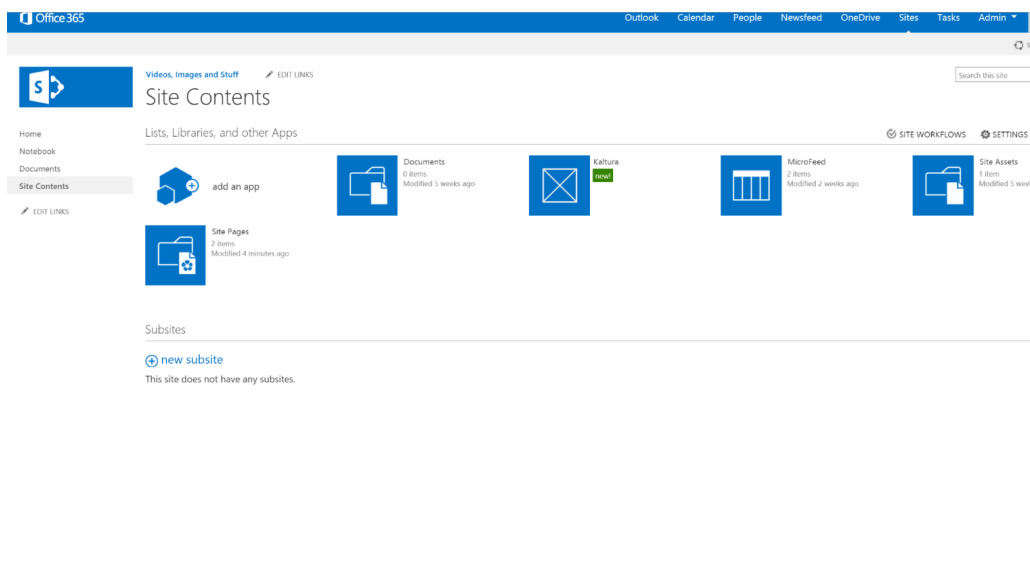 Office 365
Outlook Calendar People Newsfeed OneDrive Sites Tasks Admin
S
Videos, Images and Stuff EDIT LINKS
Search this site
Site Contents
Home
Notebook
Documents
Site Contents
EDIT LINKS
Lists, Libraries, and other Apps
SITE WORKFLOWS SETTINGS
add an app
Documents
0 items
Modified 5 weeks ago
Kaltura
new!
MicroFeed
2 items
Modified 2 weeks ago
Site Assets
1 item
Modified 5 wee
Site Pages
2 items
Modified 4 minutes ago
Subsites
new subsite
This site does not have any subsites.